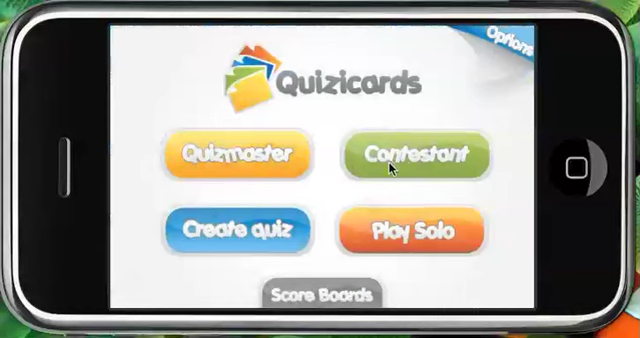 Options
Quizicards
Quizmaster
Contestant
Create quiz
Play Solo
Score Boards